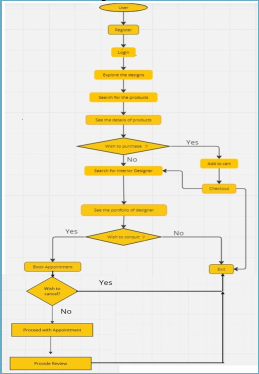 User
Register
Login
Explore the designs
Search for the products
See the details of products
Wish to purchase ?
Yes
No
Add to cart
Search for Interior Designer
Checkout
See the portfolio of designer
Yes
Wish to consult ?
No
Book Appointment
Exit
Wish to
cancel?
Yes
No
Proceed with Appointment
Provide Review